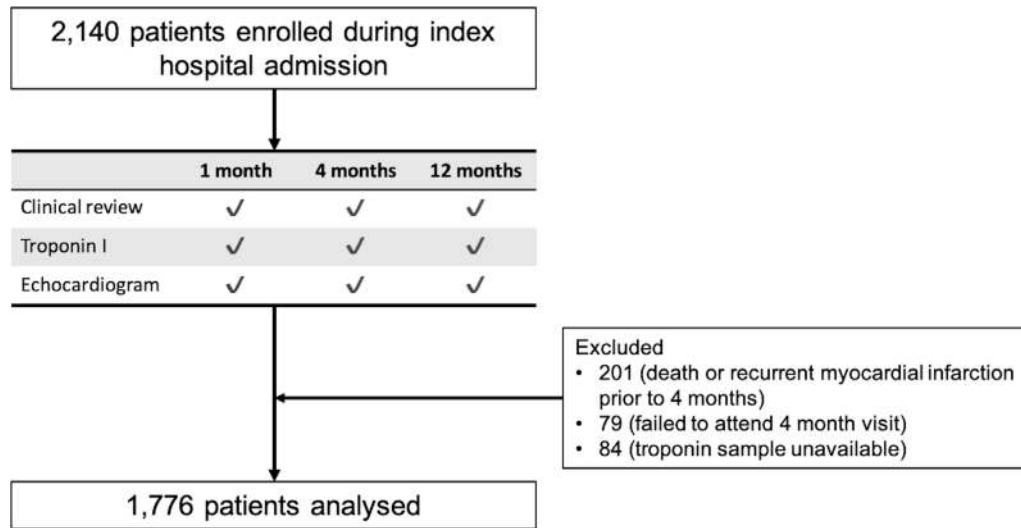 2,140 patients enrolled during index
hospital admission
1 month 4 months 12 months
Clinical review ✓ ✓ ✓
Troponin I ✓ ✓ ✓
Echocardiogram ✓ ✓ ✓
Excluded
• 201 (death or recurrent myocardial infarction
prior to 4 months)
• 79 (failed to attend 4 month visit)
• 84 (troponin sample unavailable)
1,776 patients analysed